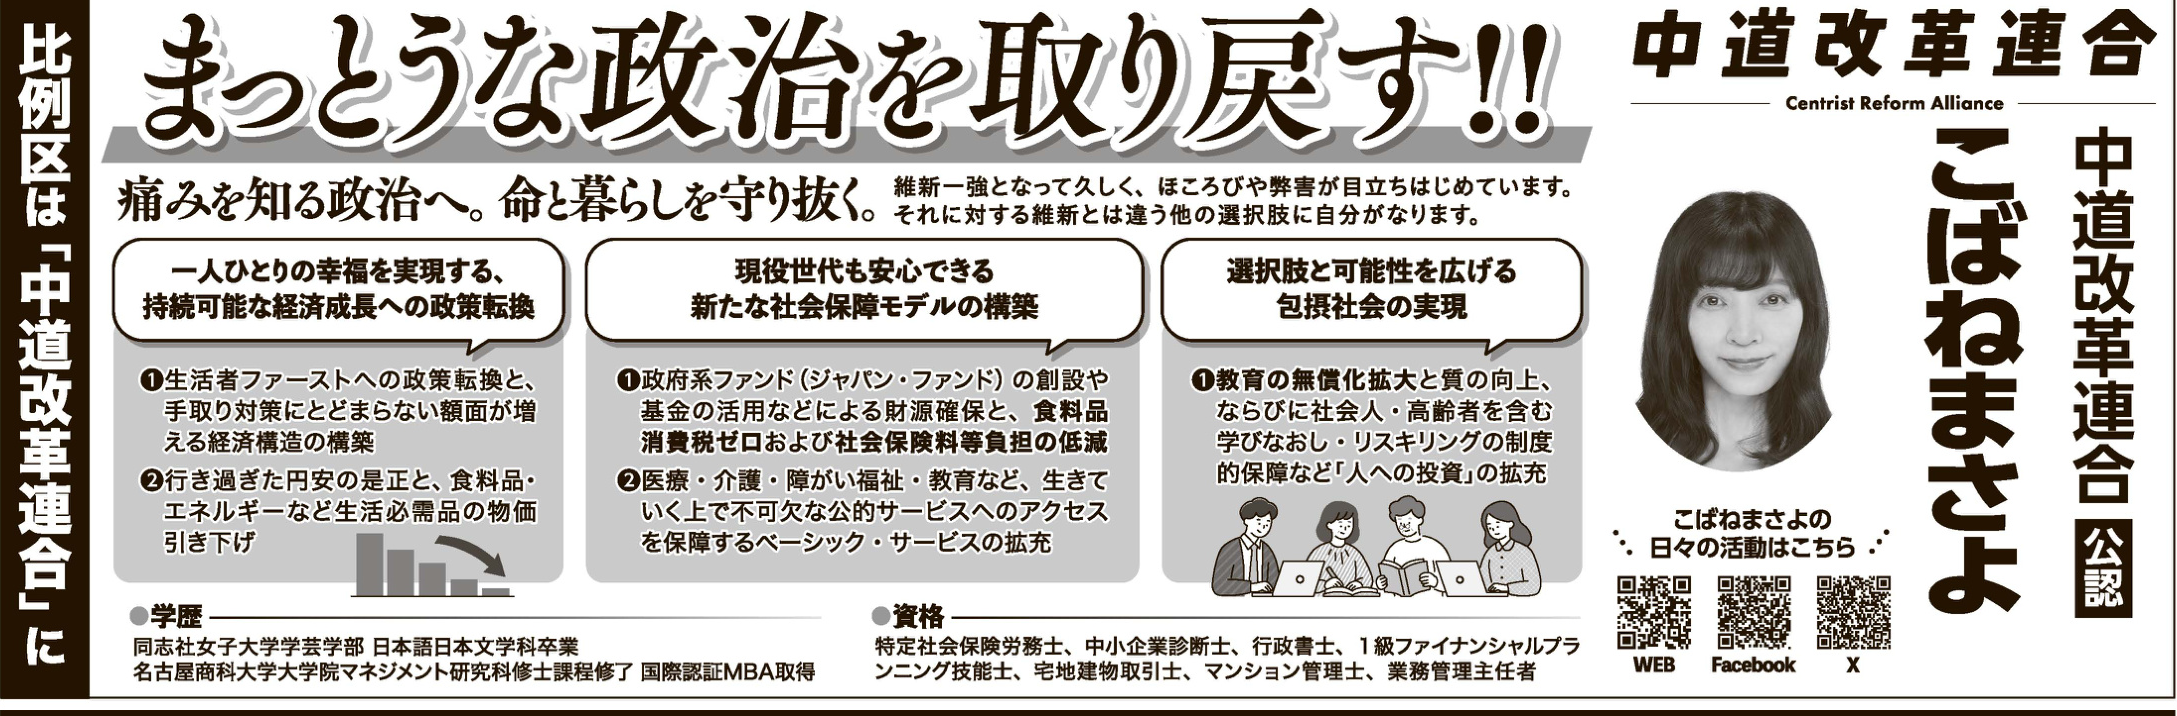 比例区は「中道改革連合」に
まっとうな政治を取り戻す!!
痛みを知る政治へ。命と暮らしを守り抜く。
維新一強となって久しく、ほころびや弊害が目立ちはじめています。
それに対する維新とは違う他の選択肢に自分がなります。
一人ひとりの幸福を実現する、
持続可能な経済成長への政策転換
❶生活者ファーストへの政策転換と、
手取り対策にとどまらない額面が増
える経済構造の構築
❷行き過ぎた円安の是正と、食料品・
エネルギーなど生活必需品の物価
引き下げ
現役世代も安心できる
新たな社会保障モデルの構築
❶政府系ファンド（ジャパン・ファンド）の創設や
基金の活用などによる財源確保と、食料品
消費税ゼロおよび社会保険料等負担の低減
❷医療・介護・障がい福祉・教育など、生きて
いく上で不可欠な公的サービスへのアクセス
を保障するベーシック・サービスの拡充
選択肢と可能性を広げる
包摂社会の実現
❶教育の無償化拡大と質の向上、
ならびに社会人・高齢者を含む
学びなおし・リスキリングの制度
的保障など「人への投資」の拡充
●学歴
同志社女子大学学芸学部 日本語日本文学科卒業
名古屋商科大学大学院マネジメント研究科修士課程修了 国際認証MBA取得
●資格
特定社会保険労務士、中小企業診断士、行政書士、1級ファイナンシャルプラ
ンニング技能士、宅地建物取引士、マンション管理士、業務管理主任者
中道改革連合
Centrist Reform Alliance
中道改革連合 公認
こばねまさよ
こばねまさよの
日々の活動はこちら
WEB
Facebook
X